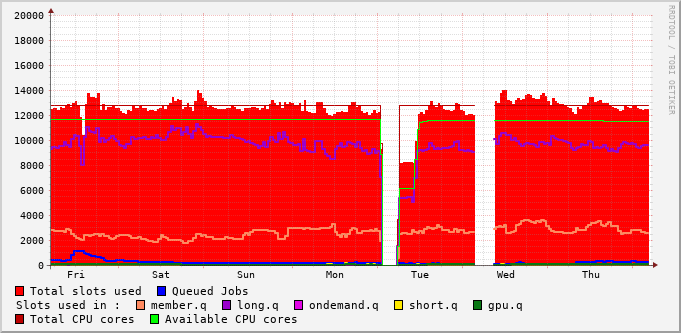 20000
18000
16000
14000
12000
10000
8000
6000
4000
2000
0
Fri Sat Sun Mon Tue Wed Thu
RRDTOOL / TOBI OETIKER
Total slots used Queued Jobs
Slots used in : member.q long.q ondemand.q short.q gpu.q
Total CPU cores Available CPU cores